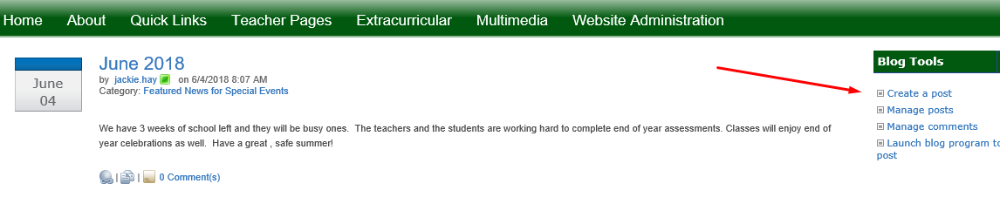 Home About Quick Links Teacher Pages Extracurricular Multimedia Website Administration
June
04
June 2018
by jackie.hay on 6/4/2018 8:07 AM
Category: Featured News for Special Events
We have 3 weeks of school left and they will be busy ones.  The teachers and the students are working hard to complete end of year assessments. Classes will enjoy end of
year celebrations as well.  Have a great , safe summer!
| | 0 Comment(s)
Blog Tools
Create a post
Manage posts
Manage comments
Launch blog program to
post